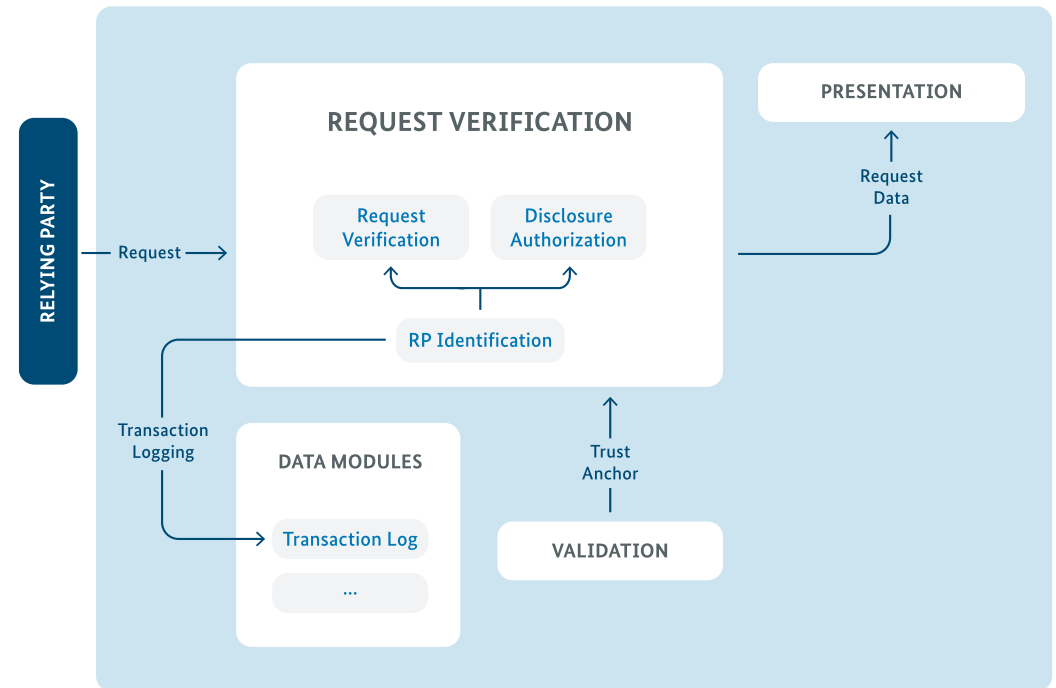 RELYING PARTY
Request
REQUEST VERIFICATION
Request
Verification
Disclosure
Authorization
RP Identification
PRESENTATION
Request
Data
Transaction
Logging
DATA MODULES
Transaction Log
...
Trust
Anchor
VALIDATION